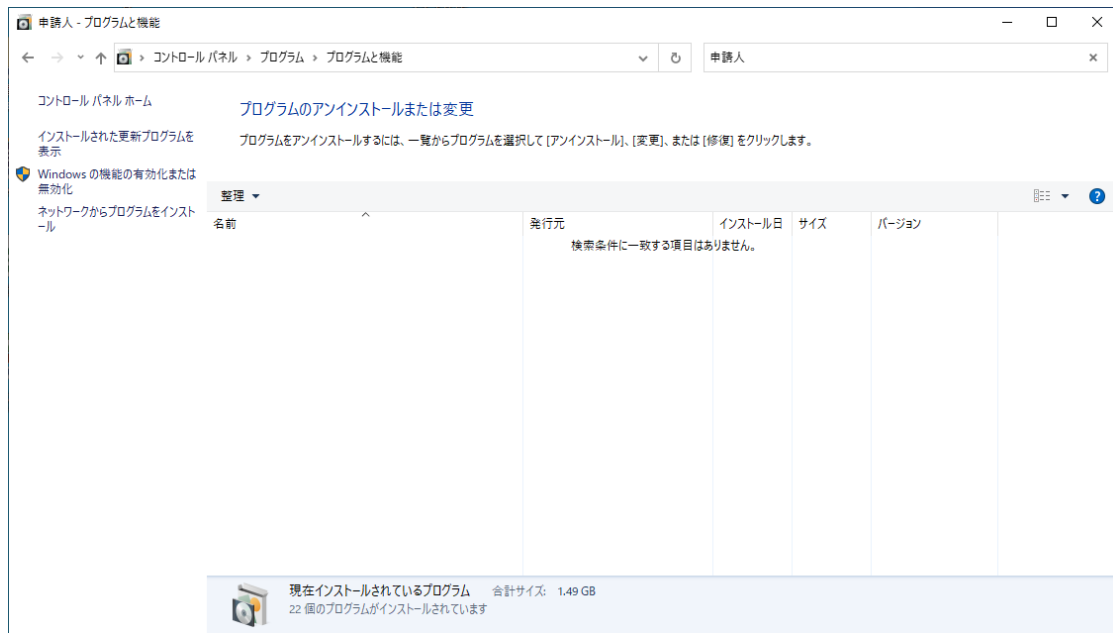 申請人 - プログラムと機能
コントロール パネル › プログラム › プログラムと機能
申請人
コントロール パネル ホーム
インストールされた更新プログラムを
表示
Windows の機能の有効化または
無効化
ネットワークからプログラムをインスト
ール
プログラムのアンインストールまたは変更
プログラムをアンインストールするには、一覧からプログラムを選択して [アンインストール]、[変更]、または [修復] をクリックします。
整理
名前 発行元 インストール日 サイズ バージョン
検索条件に一致する項目はありません。
現在インストールされているプログラム 合計サイズ: 1.49 GB
22 個のプログラムがインストールされています